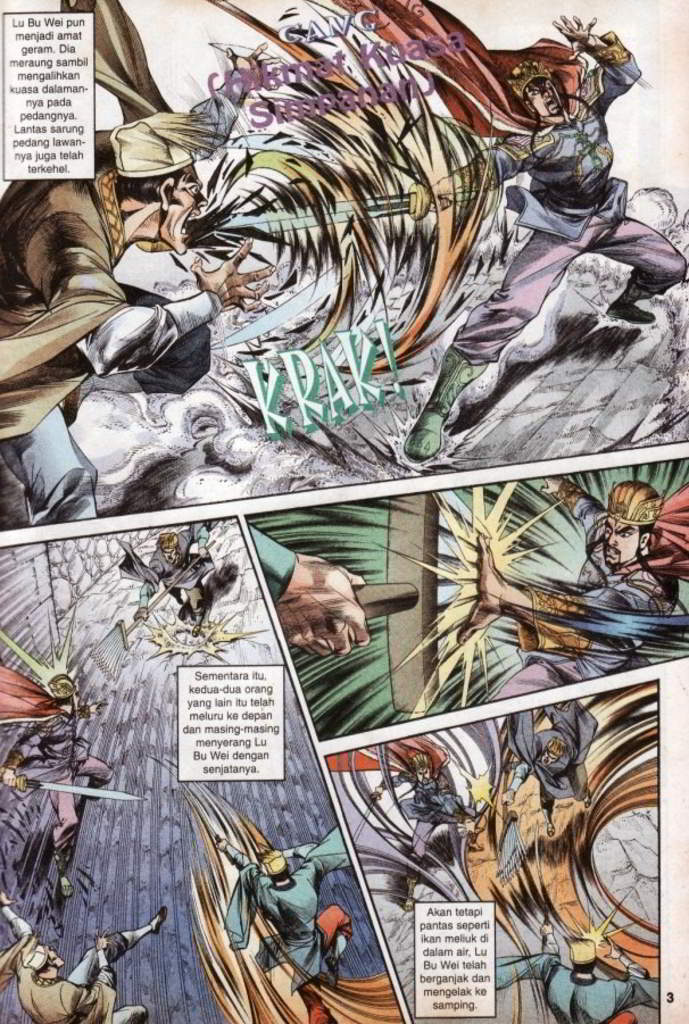 Lu Bu Wei pun
menjadi amat
geram. Dia
meraung sambil
mengalihkan
kuasa dalaman-
nya pada
pedangnya.
Lantas sarung
pedang lawan-
nya juga telah
terkehel.
GANG
(Hikmat Kuasa
Simpanan)
KRAK!
Sementara itu,
kedua-dua orang
yang lain itu telah
meluru ke depan
dan masing-masing
menyerang Lu
Bu Wei dengan
senjatanya.
Akan tetapi
pantas seperti
ikan meliuk di
dalam air, Lu
Bu Wei telah
berganjak dan
mengelak ke
samping.
3